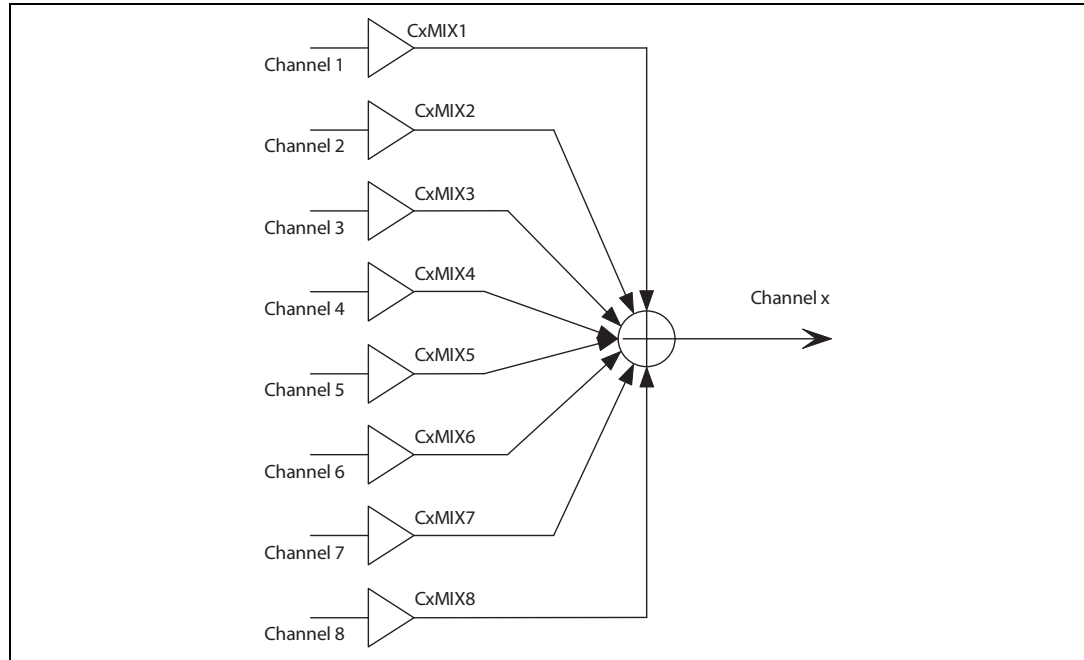 CxMIX1
Channel 1
CxMIX2
Channel 2
CxMIX3
Channel 3
CxMIX4
Channel 4
Channel x
CxMIX5
Channel 5
CxMIX6
Channel 6
CxMIX7
Channel 7
CxMIX8
Channel 8